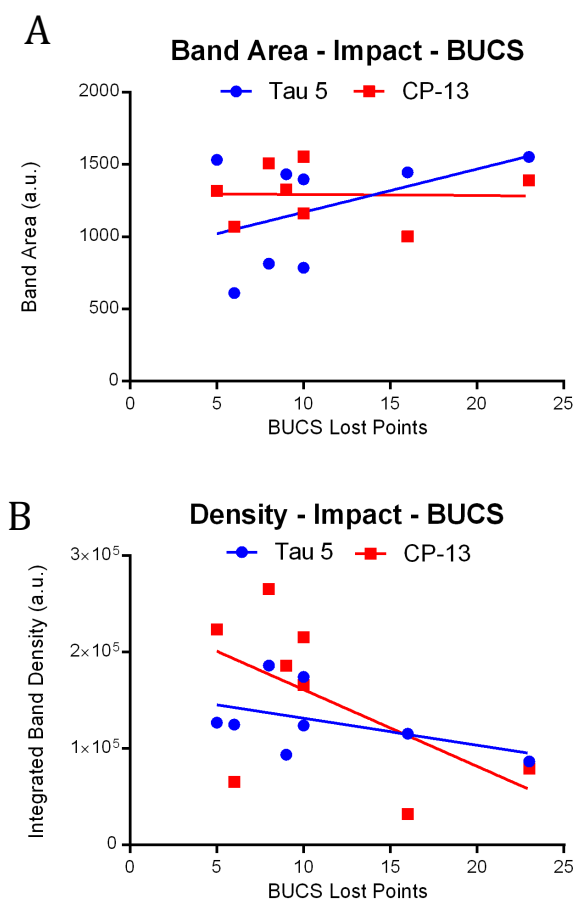 A
Band Area - Impact - BUCS
Tau 5 CP-13
Band Area (a.u.)
2000
1500
1000
500
0
0 5 10 15 20 25
BUCS Lost Points
B
Density - Impact - BUCS
Tau 5 CP-13
Integrated Band Density (a.u.)
3×10⁵
2×10⁵
1×10⁵
0
0 5 10 15 20 25
BUCS Lost Points